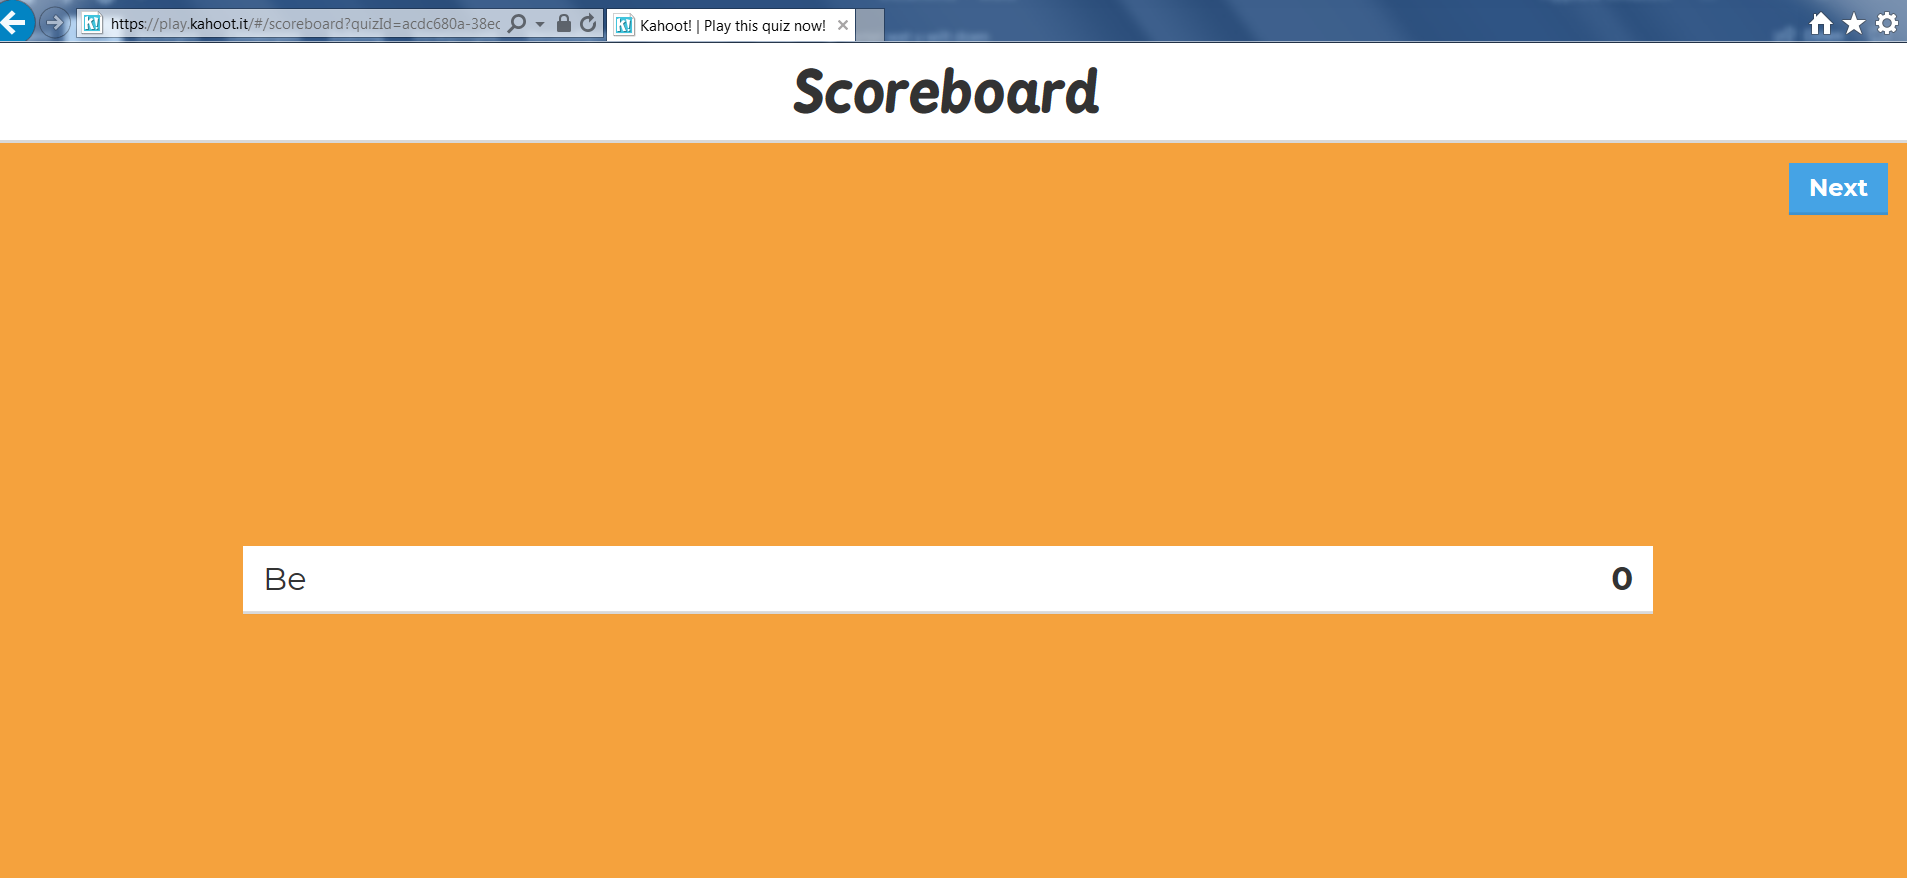 https://play.kahoot.it/#/scoreboard?quizId=acdc680a-38ec
K! Kahoot! | Play this quiz now!
Scoreboard
Next
Be 0